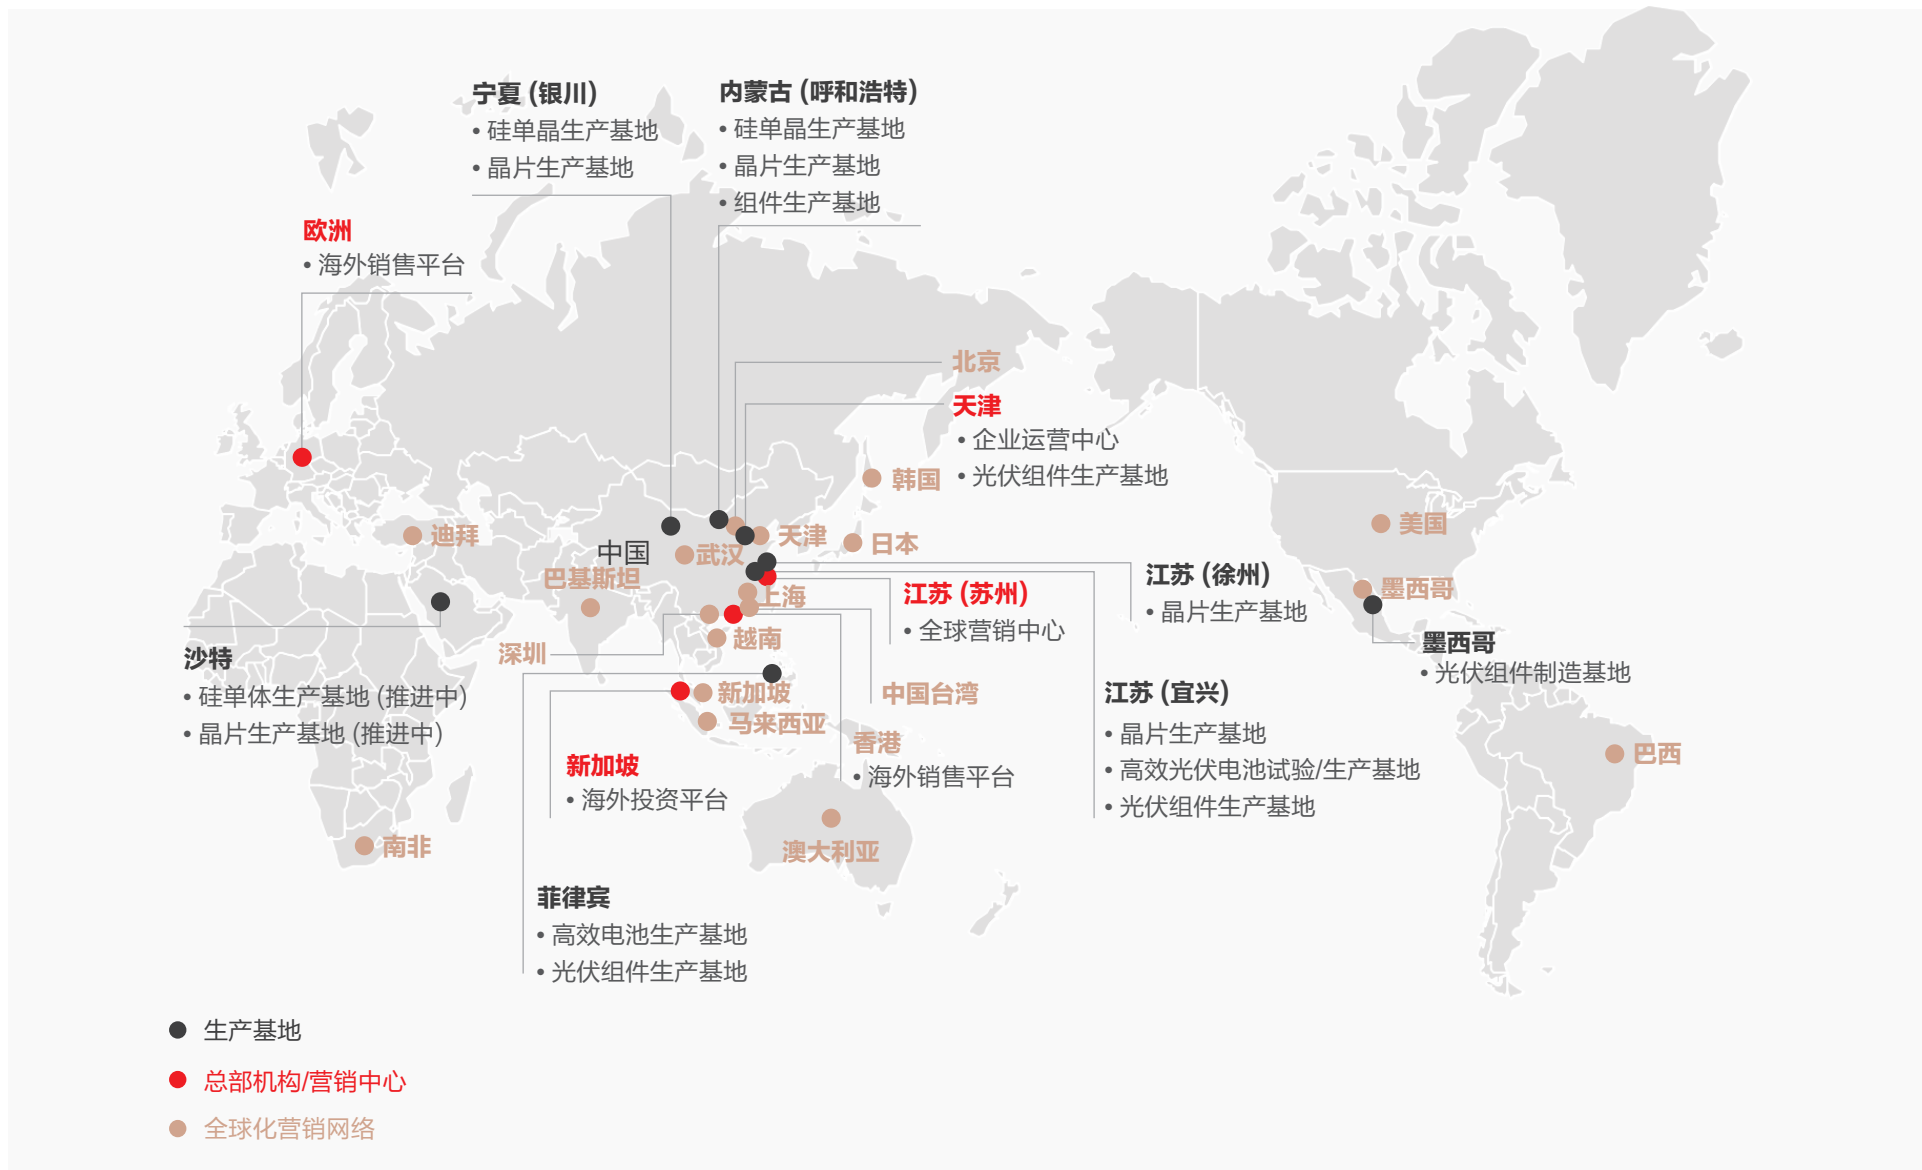 宁夏 (银川)
• 硅单晶生产基地
• 晶片生产基地
内蒙古 (呼和浩特)
• 硅单晶生产基地
• 晶片生产基地
• 组件生产基地
欧洲
• 海外销售平台
北京
天津
• 企业运营中心
• 光伏组件生产基地
韩国
美国
迪拜
中国
武汉
天津
日本
巴基斯坦
上海
江苏 (苏州)
• 全球营销中心
江苏 (徐州)
• 晶片生产基地
墨西哥
墨西哥
• 光伏组件制造基地
沙特
• 硅单体生产基地 (推进中)
• 晶片生产基地 (推进中)
深圳
越南
新加坡
马来西亚
中国台湾
江苏 (宜兴)
• 晶片生产基地
• 高效光伏电池试验/生产基地
• 光伏组件生产基地
新加坡
• 海外投资平台
香港
• 海外销售平台
巴西
南非
澳大利亚
菲律宾
• 高效电池生产基地
• 光伏组件生产基地
生产基地
总部机构/营销中心
全球化营销网络